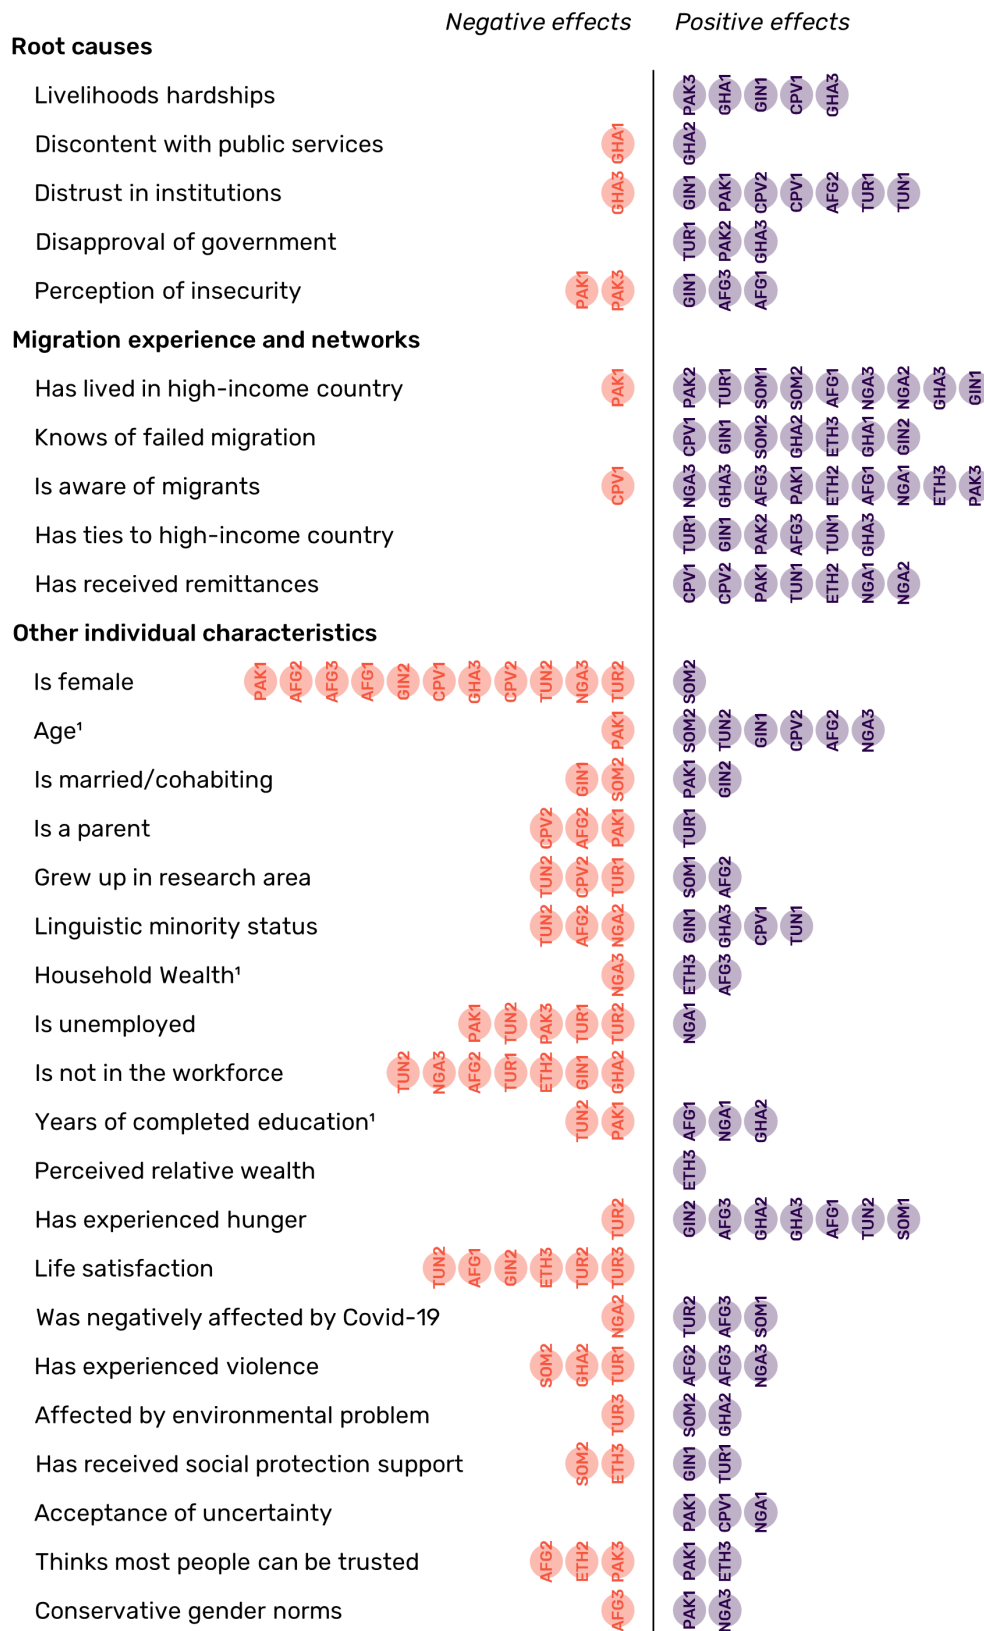 Negative effects Positive effects
Root causes
Livelihoods hardships PAK3 GHA1 GIN1 CPV1 GHA3
Discontent with public services GHA1 GHA2
Distrust in institutions GHA3 GIN1 PAK1 CPV2 CPV1 AFG2 TUR1 TUN1
Disapproval of government TUR1 PAK2 GHA3
Perception of insecurity PAK1 PAK3 GIN1 AFG3 AFG1
Migration experience and networks
Has lived in high-income country PAK1 PAK2 TUR1 SOM1 SOM2 AFG1 NGA3 NGA2 GHA3 GIN1
Knows of failed migration CPV1 GIN1 SOM2 GHA2 ETH3 GHA1 GIN2
Is aware of migrants CPV1 NGA3 GHA3 AFG3 PAK1 ETH2 AFG1 NGA1 ETH3 PAK3
Has ties to high-income country TUR1 GIN1 PAK2 AFG3 TUN1 GHA3
Has received remittances CPV1 CPV2 PAK1 TUN1 ETH2 NGA1 NGA2
Other individual characteristics
Is female PAK1 AFG2 AFG3 AFG1 GIN2 CPV1 GHA3 CPV2 TUN2 NGA3 TUR2 SOM2
Age¹ PAK1 SOM2 TUN2 GIN1 CPV2 AFG2 NGA3
Is married/cohabiting GIN1 SOM2 PAK1 GIN2
Is a parent CPV2 AFG2 PAK1 TUR1
Grew up in research area TUN2 CPV2 TUR1 SOM1 AFG2
Linguistic minority status TUN2 AFG2 NGA2 GIN1 GHA3 CPV1 TUN1
Household Wealth¹ NGA3 ETH3 AFG3
Is unemployed PAK1 TUN2 PAK3 TUR1 TUR2 NGA1
Is not in the workforce TUN2 NGA3 AFG2 TUR1 ETH2 GIN1 GHA2
Years of completed education¹ TUN2 PAK1 AFG1 NGA1 GHA2
Perceived relative wealth ETH3
Has experienced hunger TUR2 GIN2 AFG3 GHA2 GHA3 AFG1 TUN2 SOM1
Life satisfaction TUN2 AFG1 GIN2 ETH3 TUR2 TUR3
Was negatively affected by Covid-19 NGA2 TUR2 AFG3 SOM1
Has experienced violence SOM2 GHA2 TUR1 AFG2 AFG3 NGA3
Affected by environmental problem TUR3 SOM2 GHA2
Has received social protection support SOM2 ETH3 GIN1 TUR1
Acceptance of uncertainty PAK1 CPV1 NGA1
Thinks most people can be trusted AFG2 ETH2 PAK3 PAK1 ETH3
Conservative gender norms AFG3 PAK1 NGA3